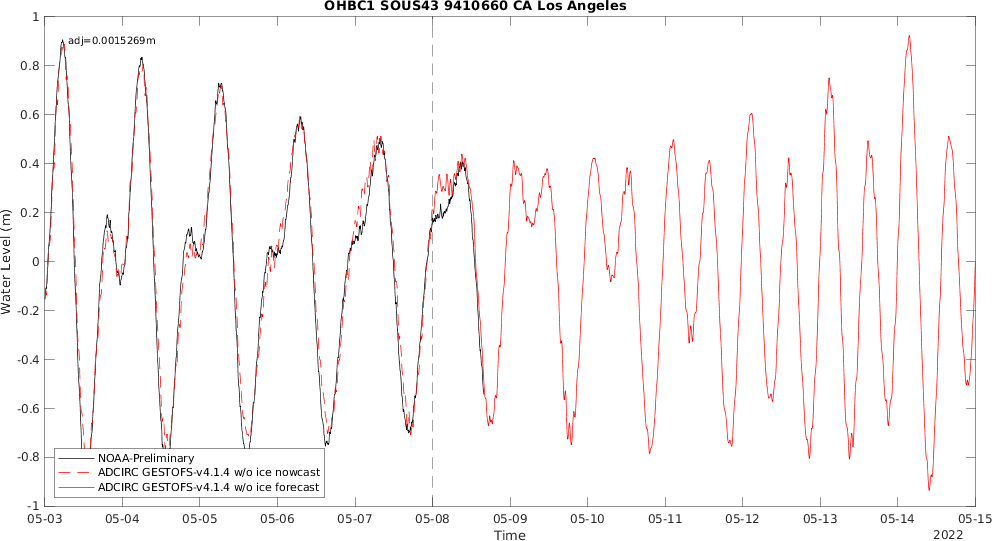 OHBC1 SOUS43 9410660 CA Los Angeles
adj=0.0015269m
1
0.8
0.6
0.4
0.2
0
-0.2
-0.4
-0.6
-0.8
-1
Water Level (m)
NOAA-Preliminary
ADCIRC GESTOFS-v4.1.4 w/o ice nowcast
ADCIRC GESTOFS-v4.1.4 w/o ice forecast
05-03 05-04 05-05 05-06 05-07 05-08 05-09 05-10 05-11 05-12 05-13 05-14 05-15
Time
2022